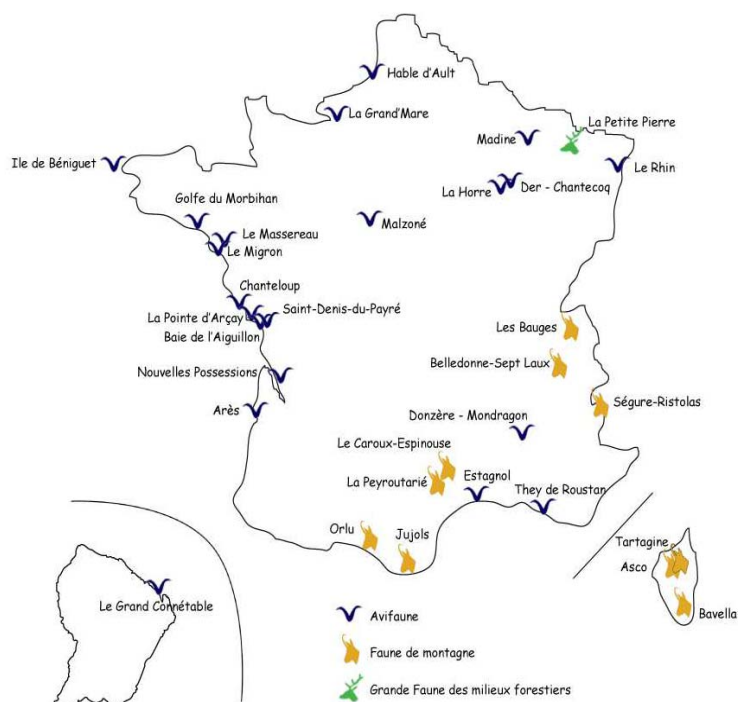 Hable d'Ault
La Grand'Mare
La Petite Pierre
Madine
Ile de Béniguet
Le Rhin
La Horre
Der - Chantecoq
Golfe du Morbihan
Malzoné
Le Massereau
Le Migron
Chanteloup
Saint-Denis-du-Payré
La Pointe d'Arçay
Les Bauges
Baie de l'Aiguillon
Belledonne-Sept Laux
Nouvelles Possessions
Ségure-Ristolas
Arès
Donzère - Mondragon
Le Caroux-Espinouse
Estagnol
La Peyroutarié
They de Roustan
Orlu
Jujols
Tartagine
Asco
Le Grand Connétable
Bavella
Avifaune
Faune de montagne
Grande Faune des milieux forestiers